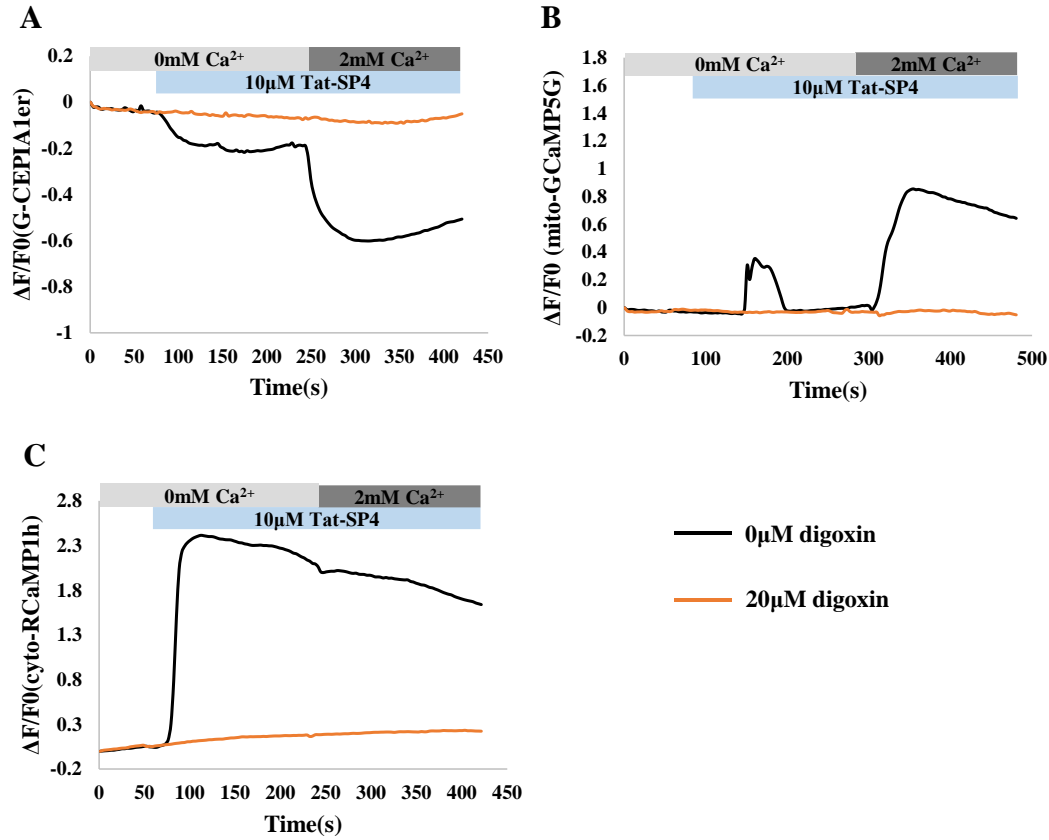 A
ΔF/F0(G-CEPIA1er)
0.2
0
-0.2
-0.4
-0.6
-0.8
-1
0mM Ca²⁺
2mM Ca²⁺
10µM Tat-SP4
0 50 100 150 200 250 300 350 400 450
Time(s)
B
ΔF/F0 (mito-GCaMP5G)
1.8
1.6
1.4
1.2
1
0.8
0.6
0.4
0.2
0
-0.2
0mM Ca²⁺
2mM Ca²⁺
10µM Tat-SP4
0 100 200 300 400 500
Time(s)
C
ΔF/F0(cyto-RCaMP1h)
2.8
2.3
1.8
1.3
0.8
0.3
-0.2
0mM Ca²⁺
2mM Ca²⁺
10µM Tat-SP4
0 50 100 150 200 250 300 350 400 450
Time(s)
0µM digoxin
20µM digoxin